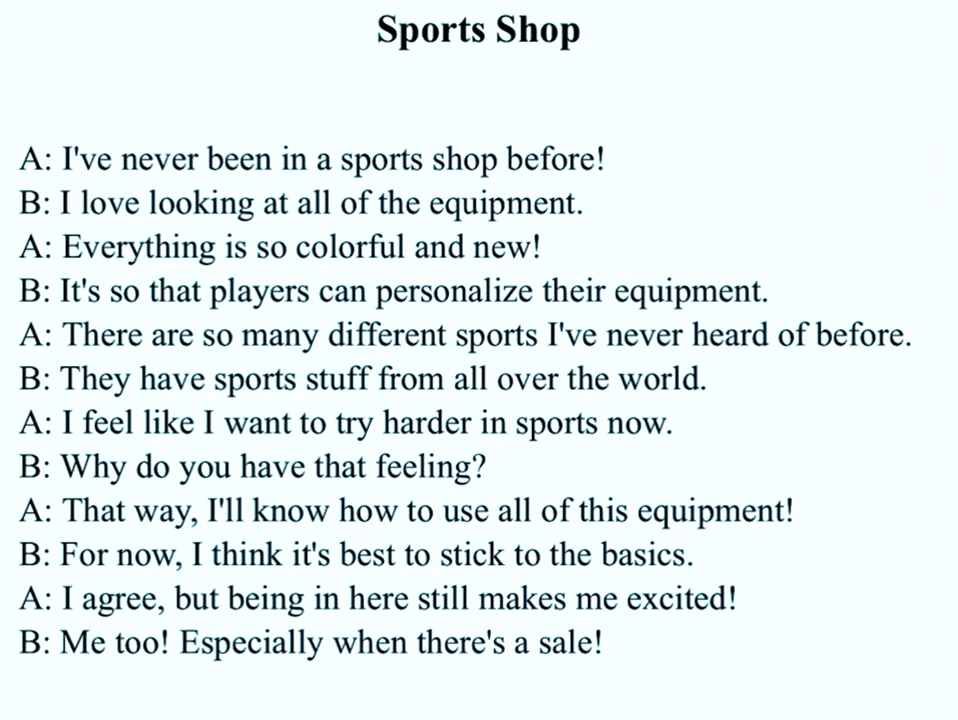 Sports Shop
A: I've never been in a sports shop before!
B: I love looking at all of the equipment.
A: Everything is so colorful and new!
B: It's so that players can personalize their equipment.
A: There are so many different sports I've never heard of before.
B: They have sports stuff from all over the world.
A: I feel like I want to try harder in sports now.
B: Why do you have that feeling?
A: That way, I'll know how to use all of this equipment!
B: For now, I think it's best to stick to the basics.
A: I agree, but being in here still makes me excited!
B: Me too! Especially when there's a sale!